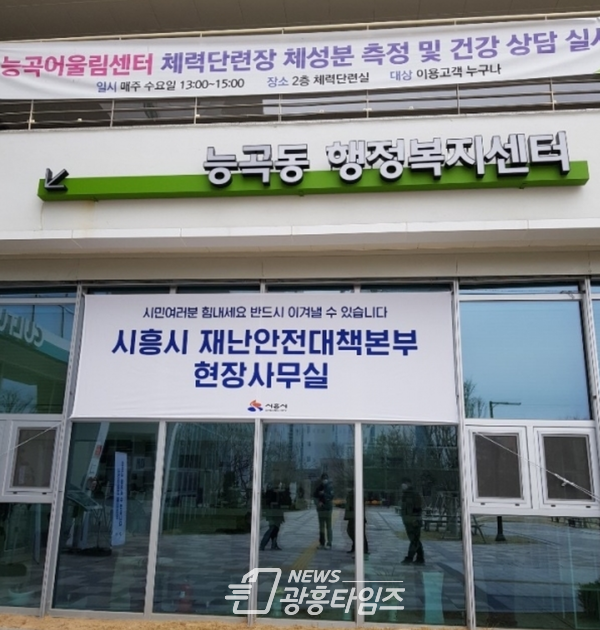 능곡어울림센터 체력단련장 체성분 측정 및 건강 상담 실시
일시 매주 수요일 13:00~15:00 장소 2층 체력단련실 대상 이용고객 누구나
능곡동 행정복지센터
시민여러분 힘내세요 반드시 이겨낼 수 있습니다
시흥시 재난안전대책본부
현장사무실
시흥시
NEWS
광흥타임즈